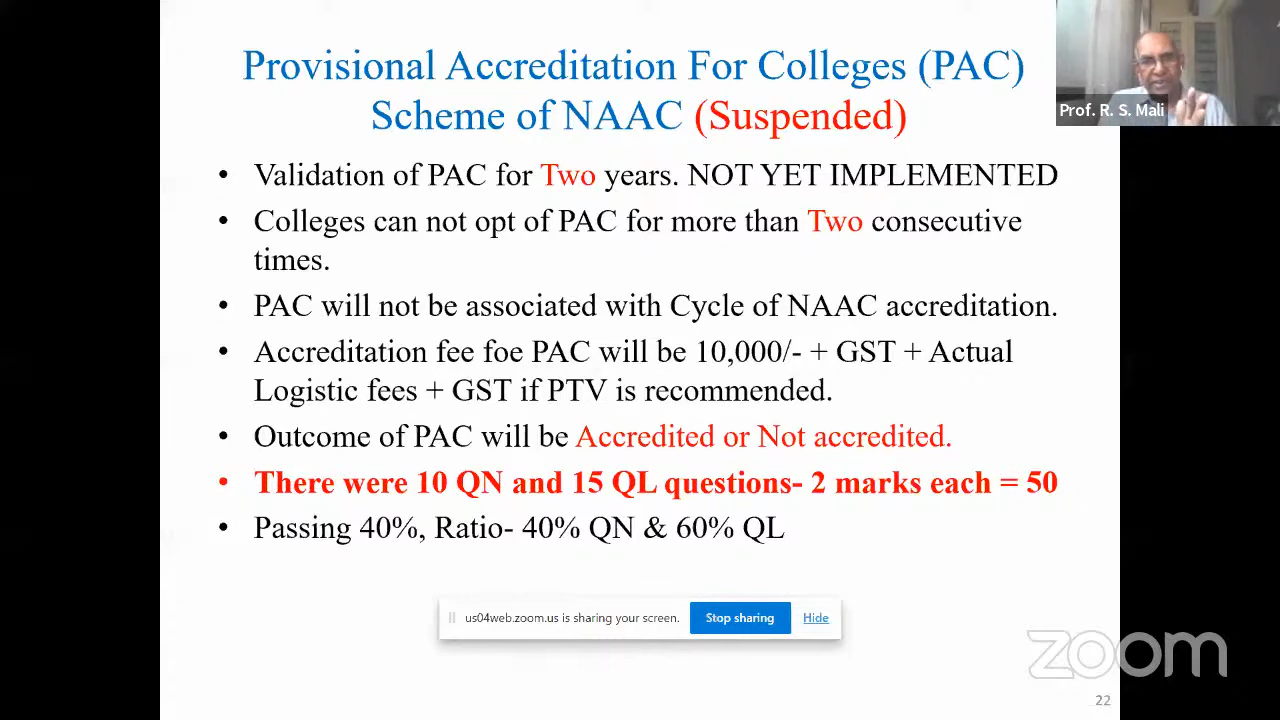 Provisional Accreditation For Colleges (PAC)
Scheme of NAAC (Suspended)
Prof. R. S. Mali
• Validation of PAC for Two years. NOT YET IMPLEMENTED
• Colleges can not opt of PAC for more than Two consecutive
times.
• PAC will not be associated with Cycle of NAAC accreditation.
• Accreditation fee foe PAC will be 10,000/- + GST + Actual
Logistic fees + GST if PTV is recommended.
• Outcome of PAC will be Accredited or Not accredited.
• There were 10 QN and 15 QL questions- 2 marks each = 50
• Passing 40%, Ratio- 40% QN & 60% QL
us04web.zoom.us is sharing your screen. Stop sharing Hide
zoom
22